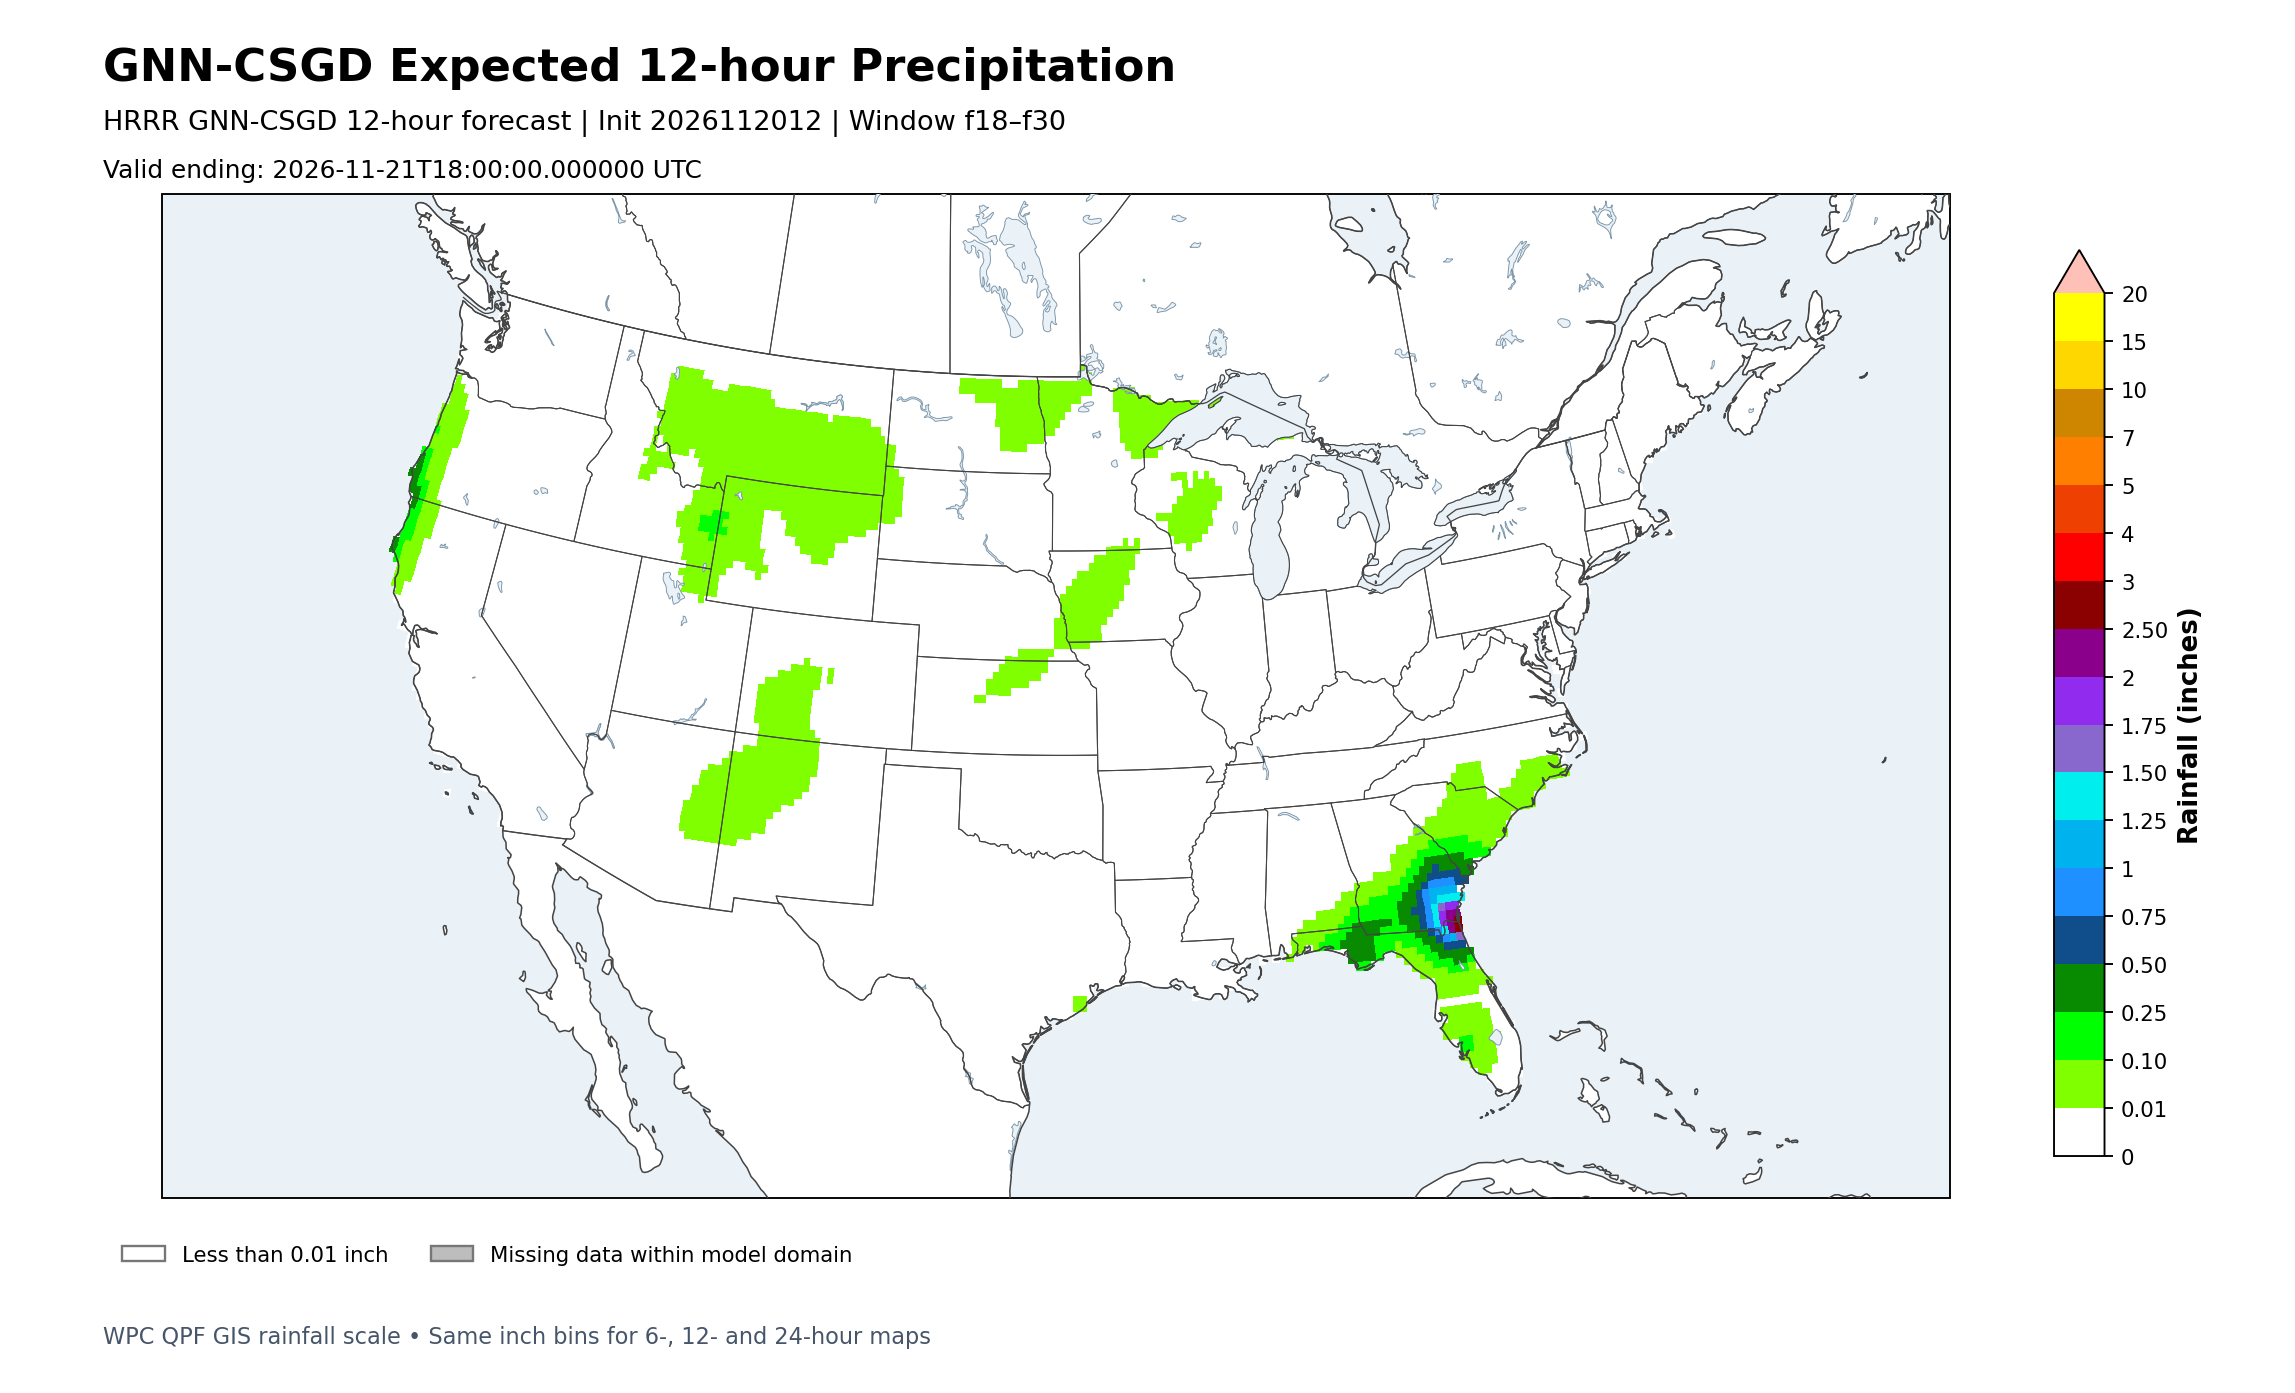 GNN-CSGD Expected 12-hour Precipitation
HRRR GNN-CSGD 12-hour forecast | Init 2026112012 | Window f18–f30
Valid ending: 2026-11-21T18:00:00.000000 UTC
20
15
10
7
5
4
3
2.50
2
1.75
1.50
1.25
1
0.75
0.50
0.25
0.10
0.01
0
Rainfall (inches)
Less than 0.01 inch
Missing data within model domain
WPC QPF GIS rainfall scale • Same inch bins for 6-, 12- and 24-hour maps